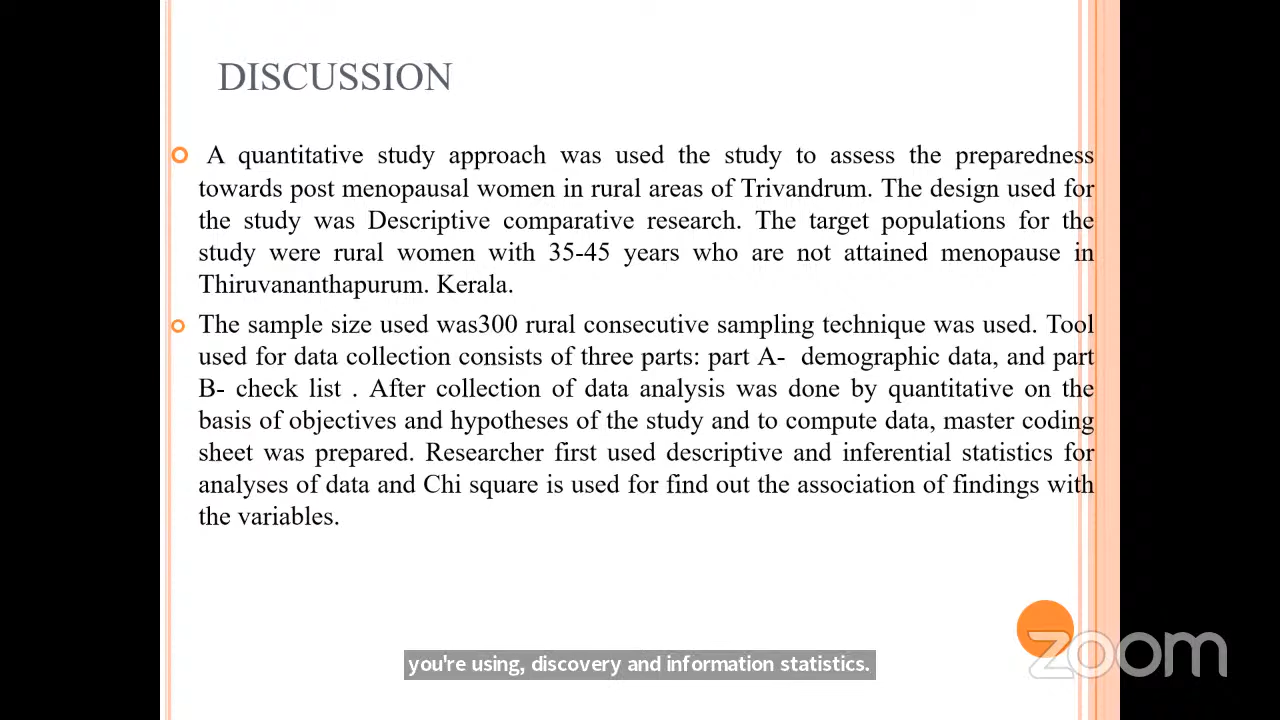 DISCUSSION
A quantitative study approach was used the study to assess the preparedness
towards post menopausal women in rural areas of Trivandrum. The design used for
the study was Descriptive comparative research. The target populations for the
study were rural women with 35-45 years who are not attained menopause in
Thiruvananthapurum. Kerala.
The sample size used was300 rural consecutive sampling technique was used. Tool
used for data collection consists of three parts: part A- demographic data, and part
B- check list . After collection of data analysis was done by quantitative on the
basis of objectives and hypotheses of the study and to compute data, master coding
sheet was prepared. Researcher first used descriptive and inferential statistics for
analyses of data and Chi square is used for find out the association of findings with
the variables.
zoom
you're using, discovery and information statistics.